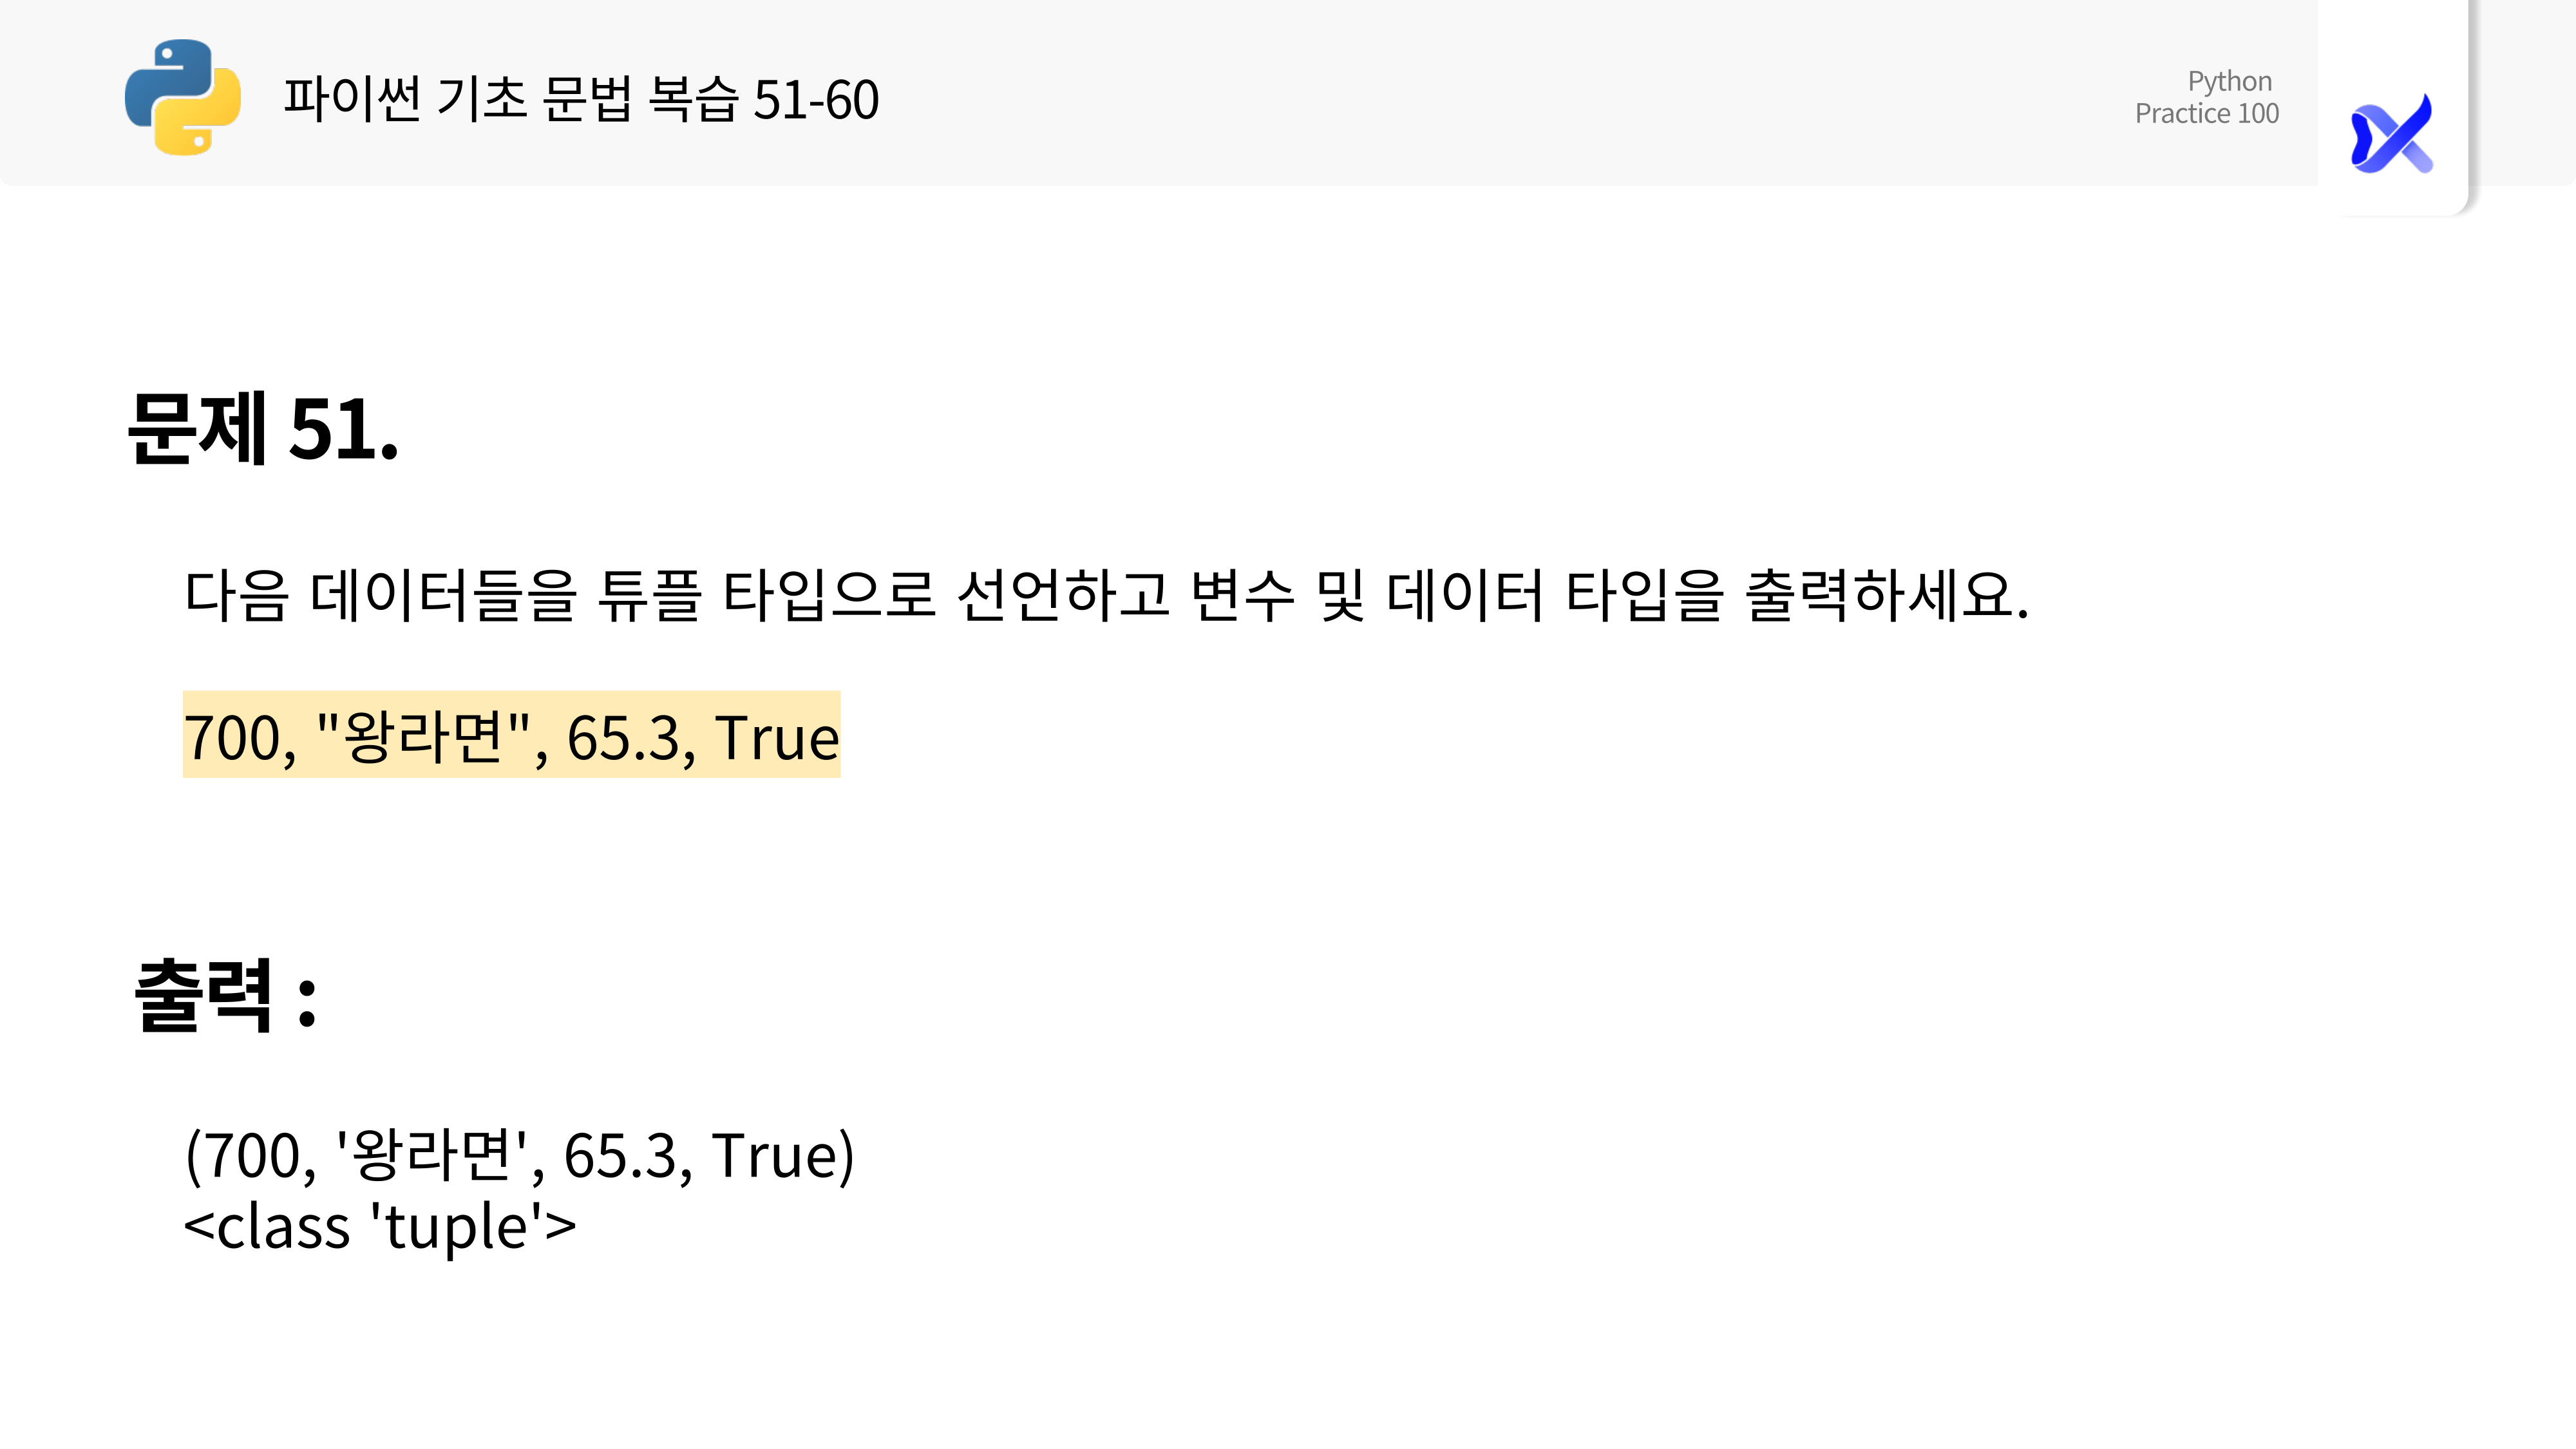 파이썬 기초 문법 복습 51-60
Python
Practice 100
문제 51.
다음 데이터들을 튜플 타입으로 선언하고 변수 및 데이터 타입을 출력하세요.
700, "왕라면", 65.3, True
출력 :
(700, '왕라면', 65.3, True)
<class 'tuple'>